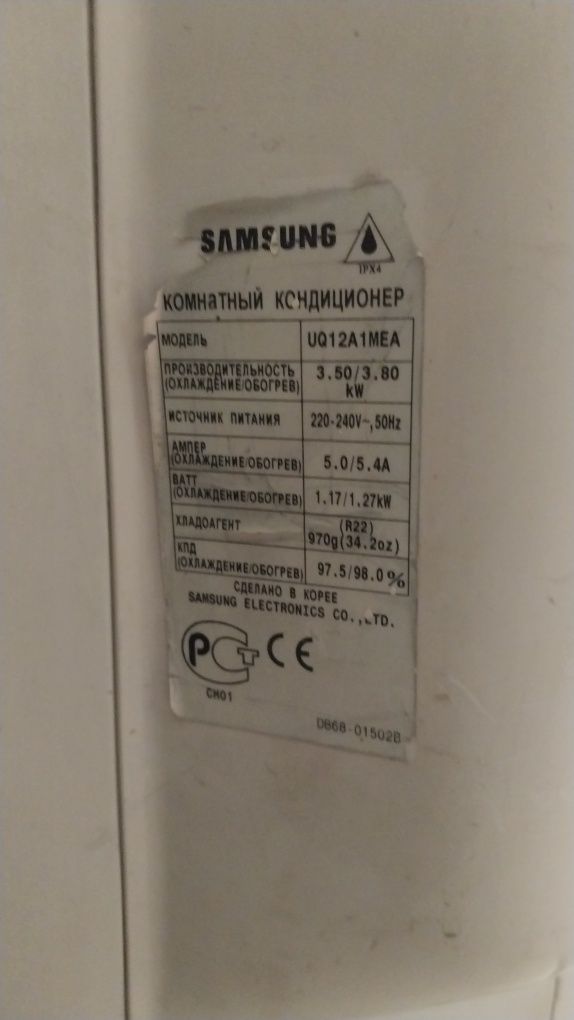 SAMSUNG
IPX4
КОМНАТНЫЙ КОНДИЦИОНЕР
МОДЕЛЬ UQ12A1MEA
ПРОИЗВОДИТЕЛЬНОСТЬ
(ОХЛАЖДЕНИЕ/ОБОГРЕВ) 3.50/3.80 kW
ИСТОЧНИК ПИТАНИЯ 220-240V~,50Hz
АМПЕР
(ОХЛАЖДЕНИЕ/ОБОГРЕВ) 5.0/5.4A
ВАТТ
(ОХЛАЖДЕНИЕ/ОБОГРЕВ) 1.17/1.27kW
ХЛАДОАГЕНТ (R22) 970g(34.2oz)
КПД
(ОХЛАЖДЕНИЕ/ОБОГРЕВ) 97.5/98.0%
СДЕЛАНО В КОРЕЕ
SAMSUNG ELECTRONICS CO.,LTD.
РСТ CE
CH01
DB68-01502B